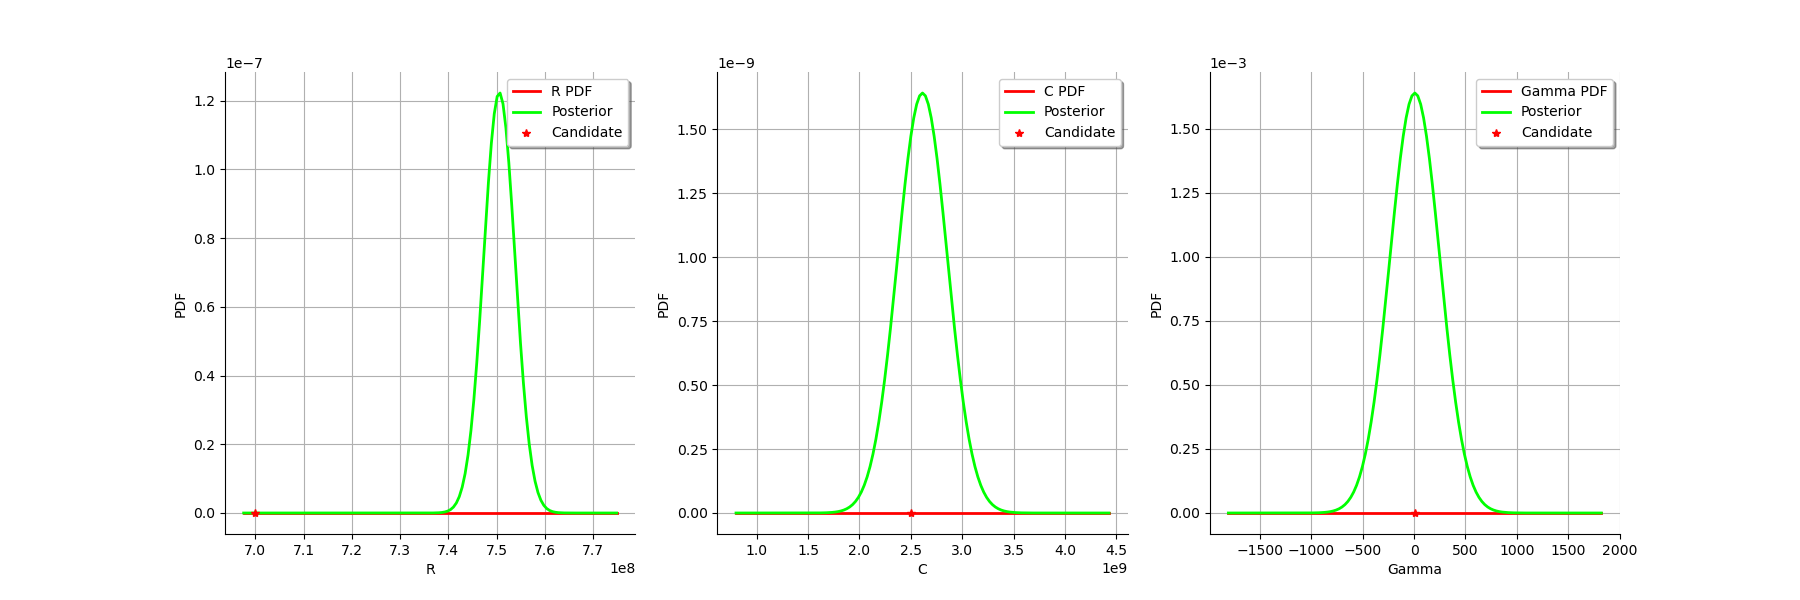 1e−7
R PDF
Posterior
Candidate
PDF
1.2
1.0
0.8
0.6
0.4
0.2
0.0
7.0 7.1 7.2 7.3 7.4 7.5 7.6 7.7
R
1e8
1e−9
C PDF
Posterior
Candidate
PDF
1.50
1.25
1.00
0.75
0.50
0.25
0.00
1.0 1.5 2.0 2.5 3.0 3.5 4.0 4.5
C
1e9
1e−3
Gamma PDF
Posterior
Candidate
PDF
1.50
1.25
1.00
0.75
0.50
0.25
0.00
−1500 −1000 −500 0 500 1000 1500 2000
Gamma